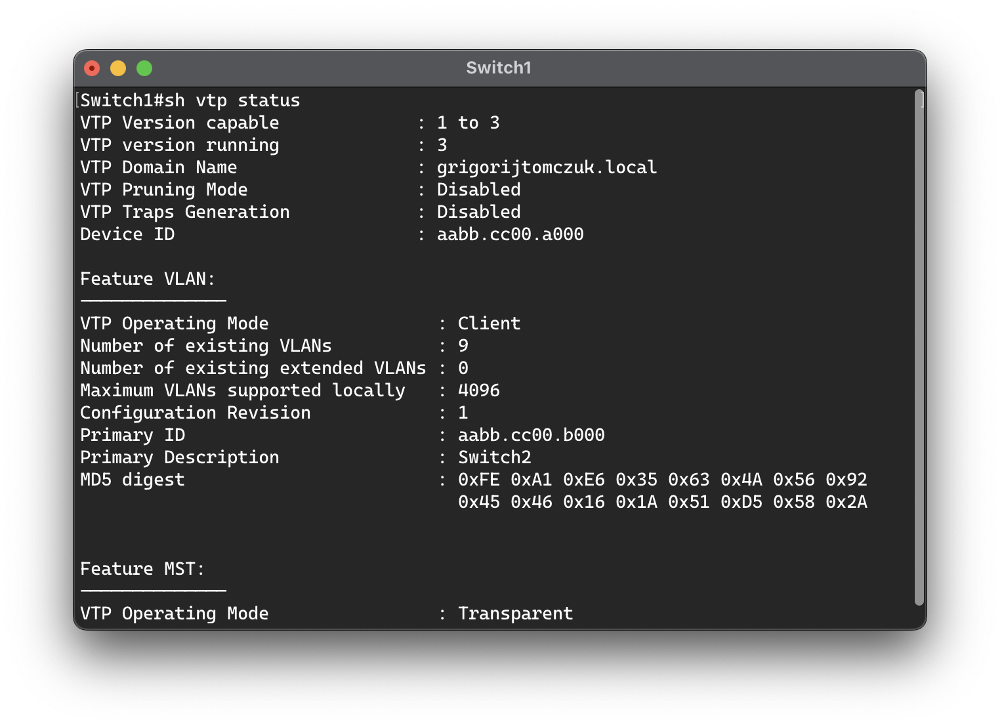 Switch1
Switch1#sh vtp status
VTP Version capable             : 1 to 3
VTP version running             : 3
VTP Domain Name                 : grigorijtomczuk.local
VTP Pruning Mode                : Disabled
VTP Traps Generation            : Disabled
Device ID                       : aabb.cc00.a000
Feature VLAN:
--------------
VTP Operating Mode                : Client
Number of existing VLANs          : 9
Number of existing extended VLANs : 0
Maximum VLANs supported locally   : 4096
Configuration Revision            : 1
Primary ID                        : aabb.cc00.b000
Primary Description               : Switch2
MD5 digest                        : 0xFE 0xA1 0xE6 0x35 0x63 0x4A 0x56 0x92
                                    0x45 0x46 0x16 0x1A 0x51 0xD5 0x58 0x2A
Feature MST:
--------------
VTP Operating Mode                : Transparent